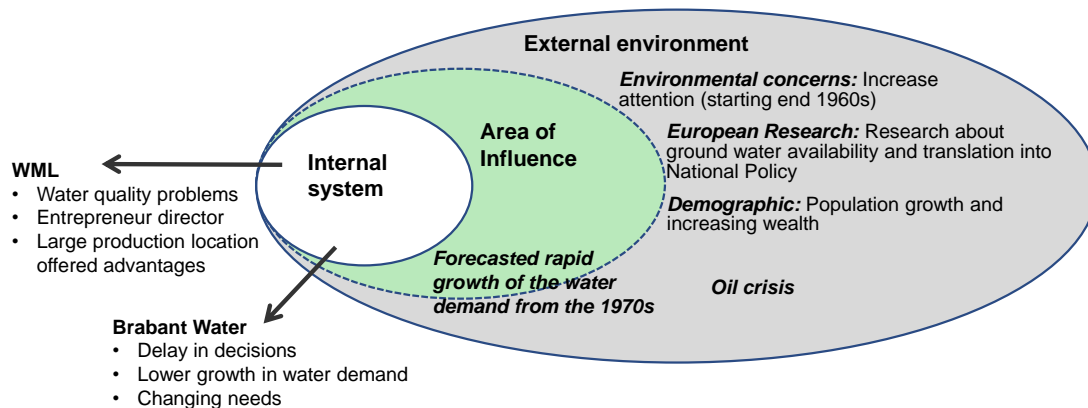 External environment
Environmental concerns: Increase
attention (starting end 1960s)
European Research: Research about
ground water availability and translation into
National Policy
Demographic: Population growth and
increasing wealth
Oil crisis
Area of
Influence
Forecasted rapid
growth of the water
demand from the 1970s
Internal
system
WML
• Water quality problems
• Entrepreneur director
• Large production location
offered advantages
Brabant Water
• Delay in decisions
• Lower growth in water demand
• Changing needs